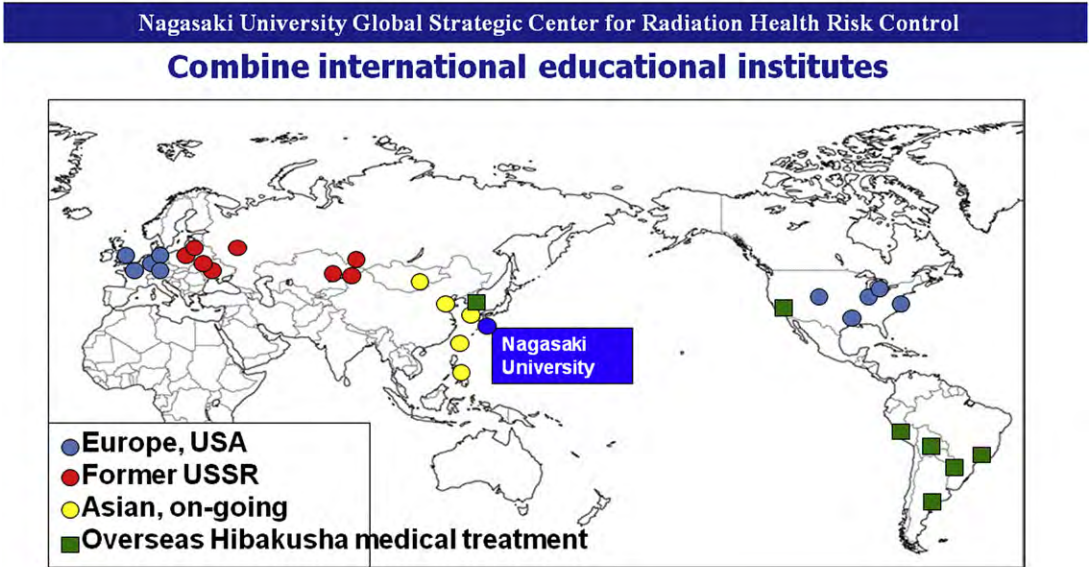 Nagasaki University Global Strategic Center for Radiation Health Risk Control
Combine international educational institutes
Nagasaki
University
Europe, USA
Former USSR
Asian, on-going
Overseas Hibakusha medical treatment